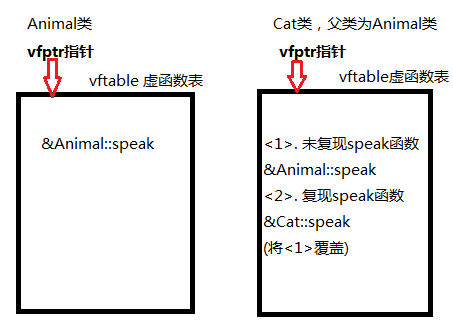 Animal类
vfptr指针
vftable 虚函数表
&Animal::speak
Cat类，父类为Animal类
vfptr指针
vftable虚函数表
<1>. 未复现speak函数
&Animal::speak
<2>. 复现speak函数
&Cat::speak
(将<1>覆盖)